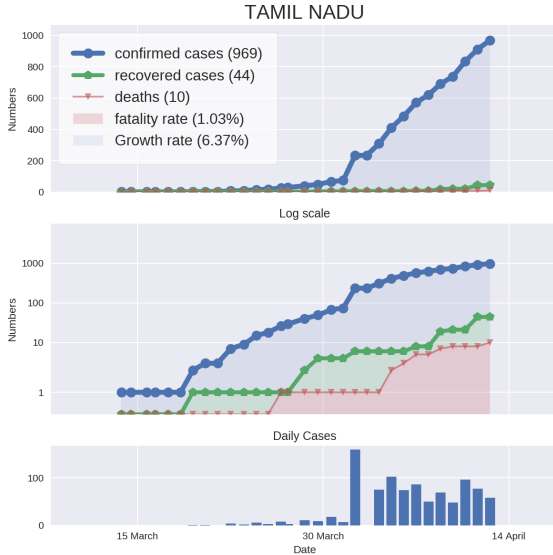 TAMIL NADU
1000
800
600
400
200
0
Numbers
confirmed cases (969)
recovered cases (44)
deaths (10)
fatality rate (1.03%)
Growth rate (6.37%)
Log scale
1000
100
10
1
Numbers
Daily Cases
100
0
15 March
30 March
14 April
Date